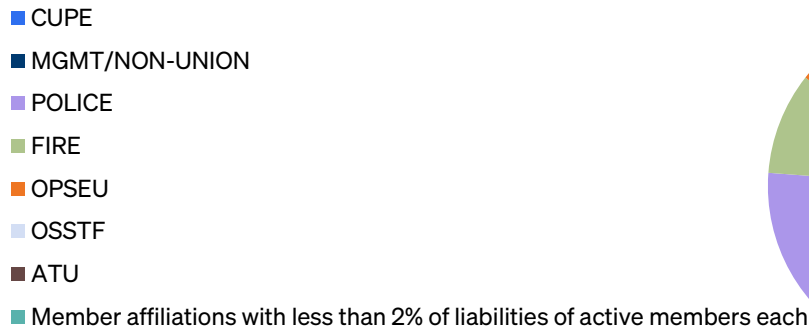 CUPE
MGMT/NON-UNION
POLICE
FIRE
OPSEU
OSSTF
ATU
Member affiliations with less than 2% of liabilities of active members each